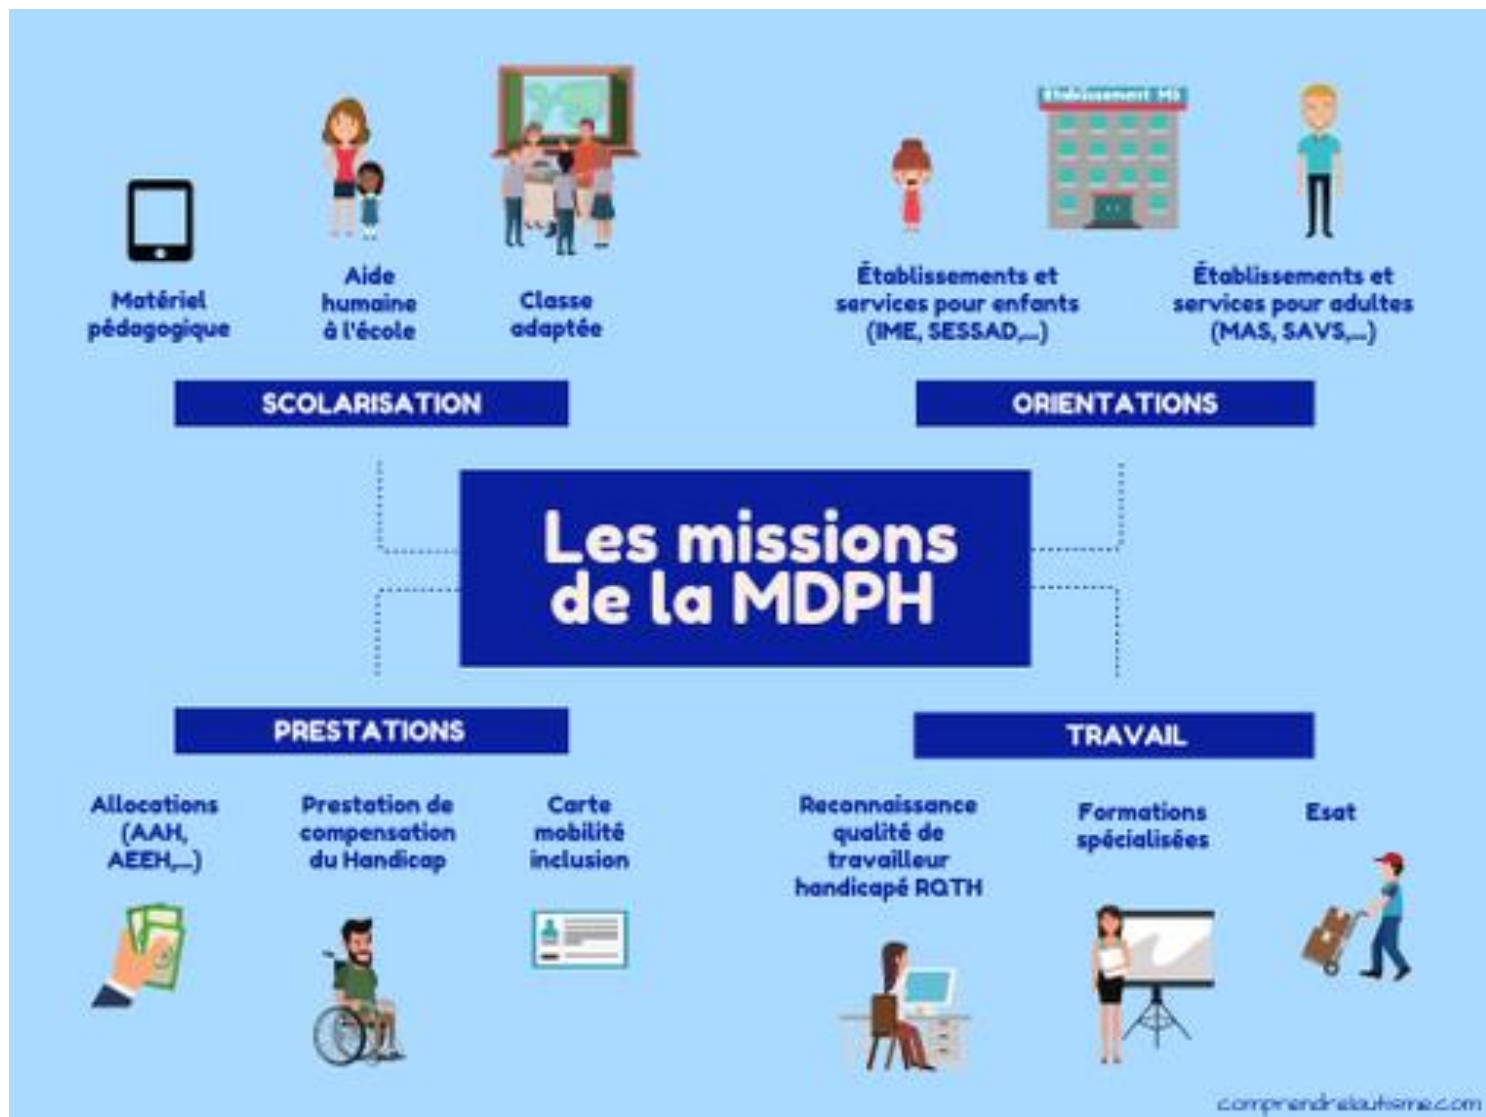 Établissement MS
Matériel
pédagogique
Aide
humaine
à l'école
Classe
adaptée
SCOLARISATION
Établissements et
services pour enfants
(IME, SESSAD,...)
Établissements et
services pour adultes
(MAS, SAVS,...)
ORIENTATIONS
Les missions
de la MDPH
PRESTATIONS
Allocations
(AAH,
AEEH,...)
Prestation de
compensation
du Handicap
Carte
mobilité
inclusion
TRAVAIL
Reconnaissance
qualité de
travailleur
handicapé RQTH
Formations
spécialisées
Esat
comprendrelautisme.com